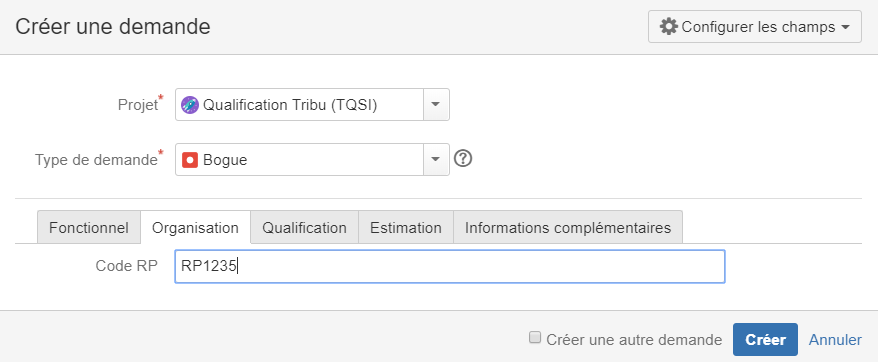 Créer une demande
Configurer les champs
Projet*
Qualification Tribu (TQSI)
Type de demande*
Bogue
Fonctionnel Organisation Qualification Estimation Informations complémentaires
Code RP
RP1235
Créer une autre demande Créer Annuler